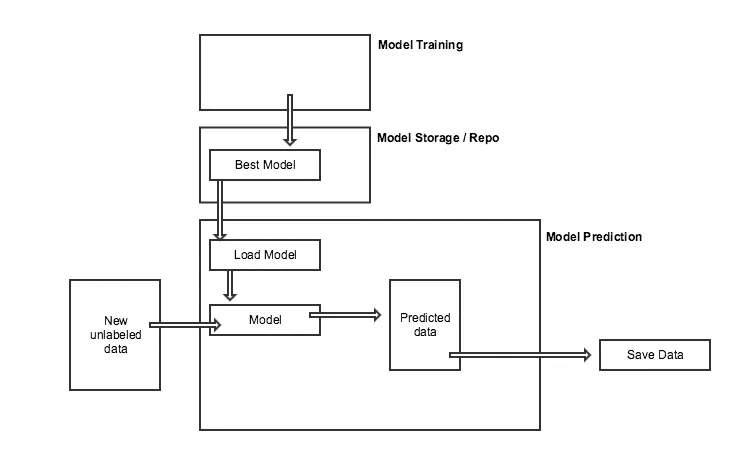 Model Training
Model Storage / Repo
Best Model
Model Prediction
Load Model
New
unlabeled
data
Model
Predicted
data
Save Data